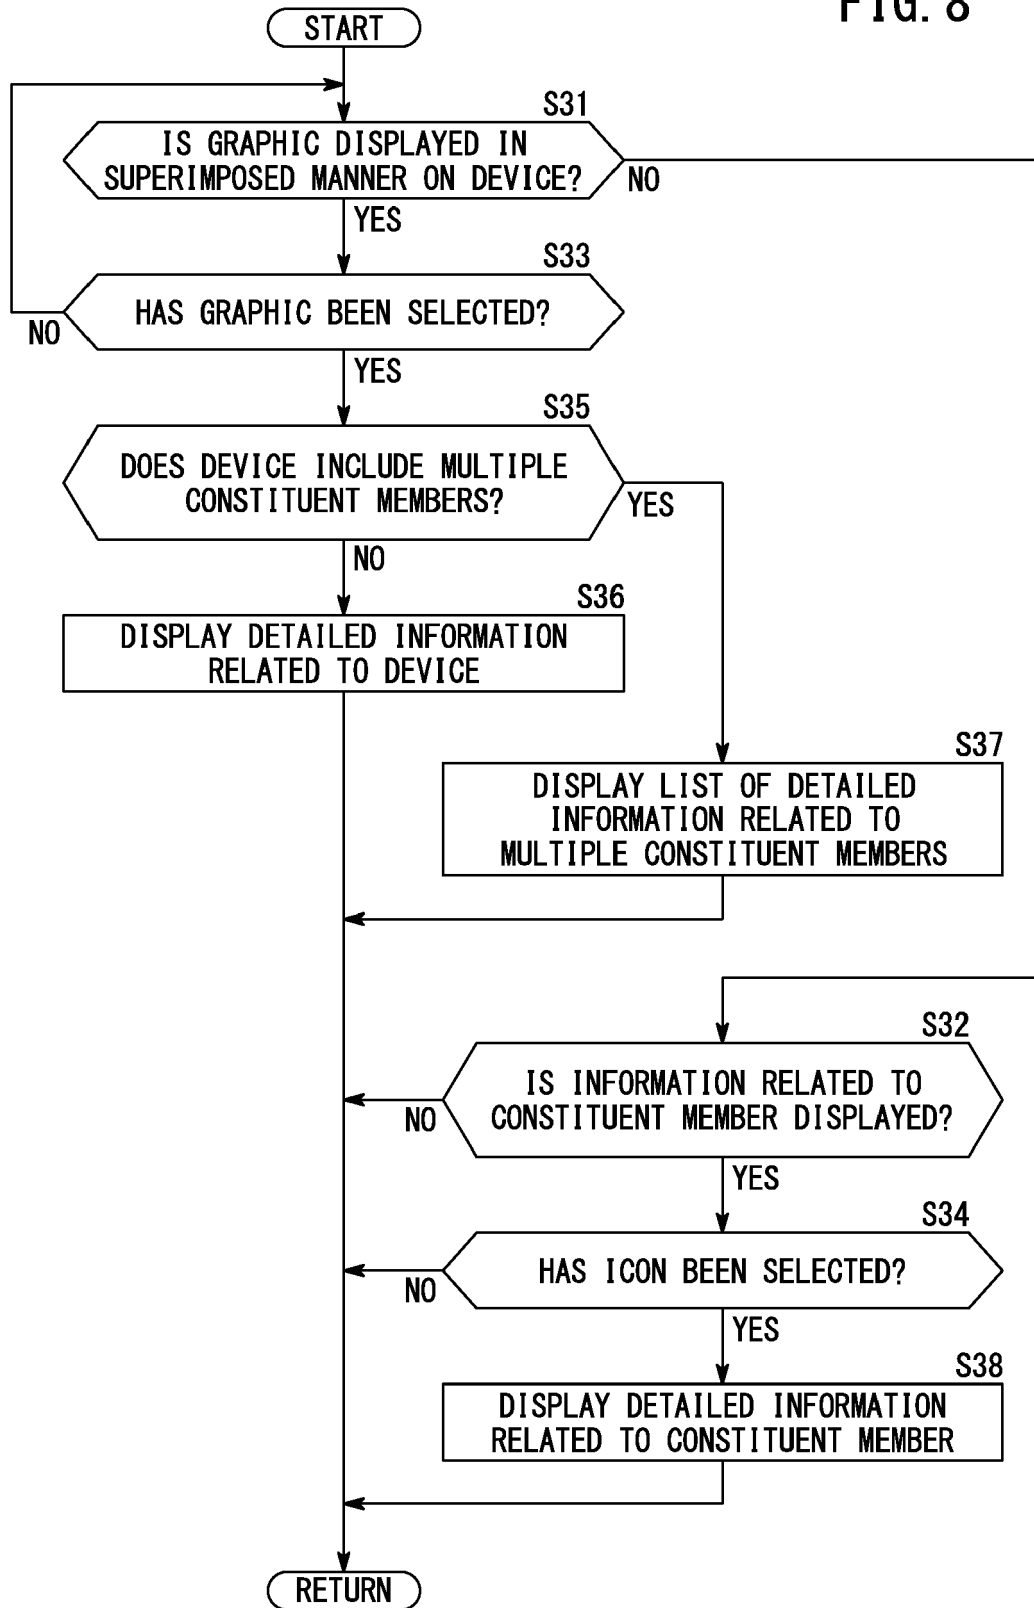 FIG. 8
START
S31
IS GRAPHIC DISPLAYED IN
SUPERIMPOSED MANNER ON DEVICE?
NO
YES
S33
HAS GRAPHIC BEEN SELECTED?
NO
YES
S35
DOES DEVICE INCLUDE MULTIPLE
CONSTITUENT MEMBERS?
YES
NO
S36
DISPLAY DETAILED INFORMATION
RELATED TO DEVICE
S37
DISPLAY LIST OF DETAILED
INFORMATION RELATED TO
MULTIPLE CONSTITUENT MEMBERS
S32
IS INFORMATION RELATED TO
CONSTITUENT MEMBER DISPLAYED?
NO
YES
S34
HAS ICON BEEN SELECTED?
NO
YES
S38
DISPLAY DETAILED INFORMATION
RELATED TO CONSTITUENT MEMBER
RETURN